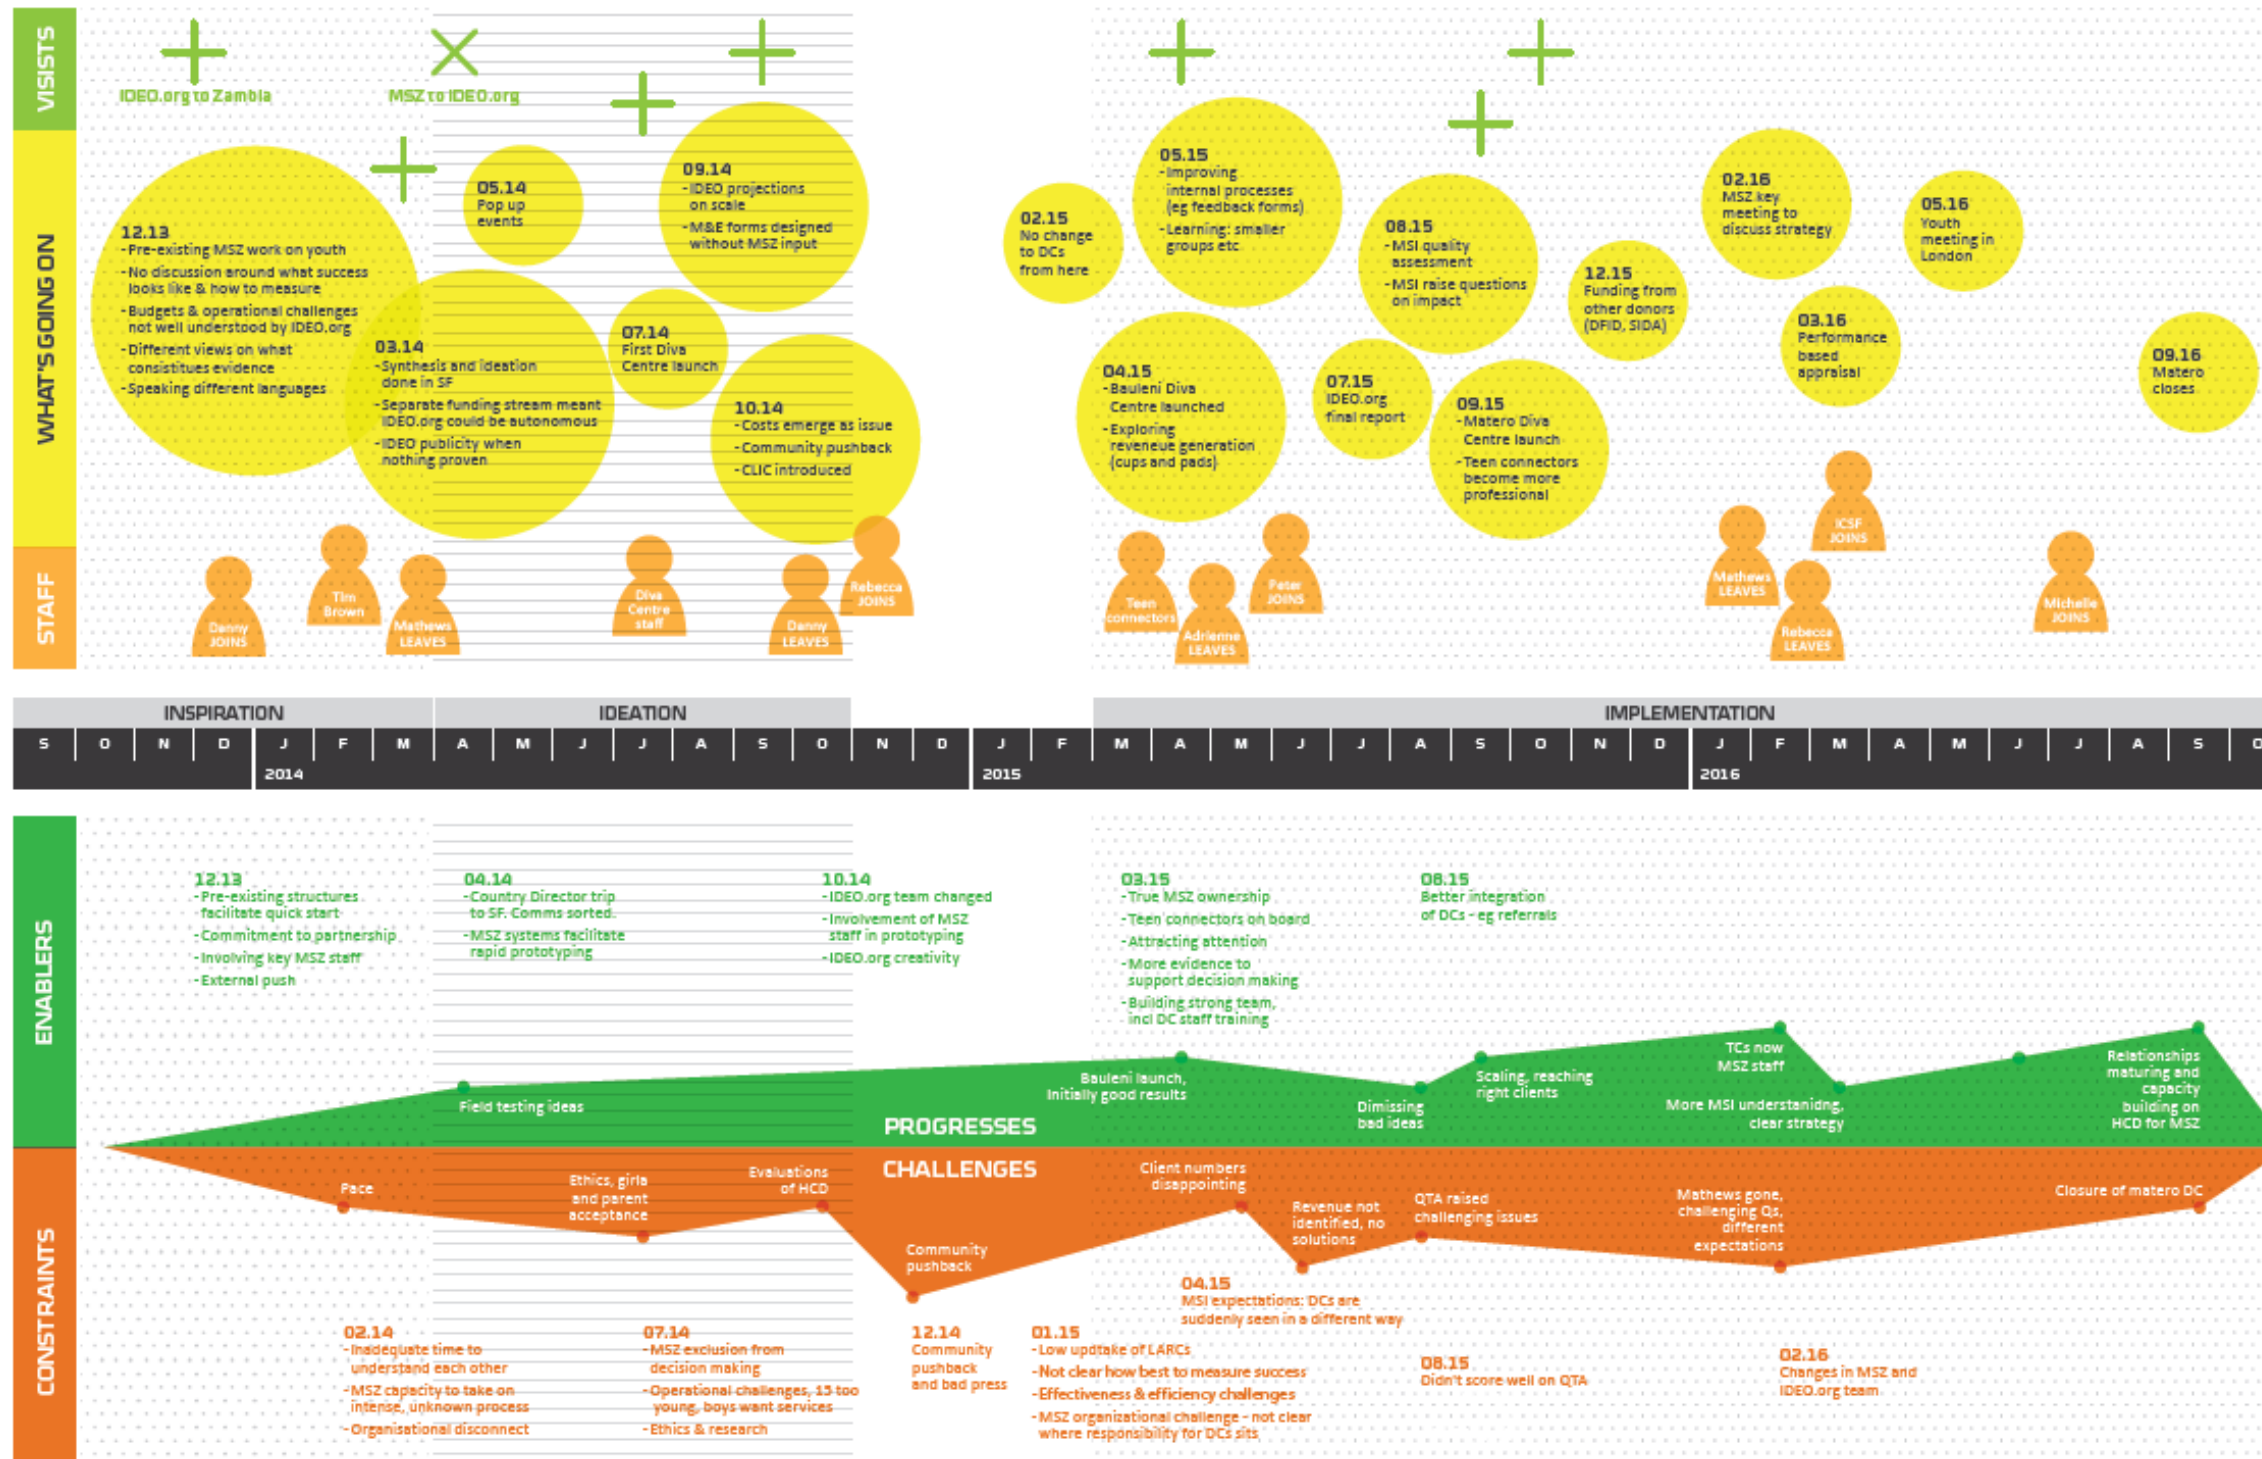 VISISTS
IDEO.org to Zambia
MSZ to IDEO.org
WHAT'S GOING ON
12.13
- Pre-existing MSZ work on youth
- No discussion around what success
looks like & how to measure
- Budgets & operational challenges
not well understood by IDEO.org
- Different views on what
consistitues evidence
- Speaking different languages
03.14
- Synthesis and ideation
done in SF
- Separate funding stream meant
IDEO.org could be autonomous
- IDEO publicity when
nothing proven
05.14
Pop up
events
07.14
First Diva
Centre launch
09.14
- IDEO projections
on scale
- M&E forms designed
without MSZ input
10.14
- Costs emerge as issue
- Community pushback
- CLIC introduced
02.15
No change
to DCs
from here
05.15
- Improving
internal processes
(eg feedback forms)
- Learning: smaller
groups etc
04.15
- Bauleni Diva
Centre launched
- Exploring
reveneue generation
(cups and pads)
07.15
IDEO.org
final report
08.15
- MSI quality
assessment
- MSI raise questions
on impact
09.15
- Matero Diva
Centre launch
- Teen connectors
become more
professional
12.15
Funding from
other donors
(DFID, SIDA)
02.16
MSZ key
meeting to
discuss strategy
03.16
Performance
based
appraisal
05.16
Youth
meeting in
London
09.16
Matero
closes
STAFF
Danny
JOINS
Tim
Brown
Mathews
LEAVES
Diva
Centre
staff
Danny
LEAVES
Rebecca
JOINS
Teen
connectors
Adrienne
LEAVES
Peter
JOINS
Mathews
LEAVES
Rebecca
LEAVES
ICSF
JOINS
Michelle
JOINS
INSPIRATION IDEATION IMPLEMENTATION
S O N D J F M A M J J A S O N D J F M A M J J A S O N D J F M A M J J A S O
2014 2015 2016
ENABLERS
12.13
- Pre-existing structures
facilitate quick start
- Commitment to partnership
- Involving key MSZ staff
- External push
04.14
- Country Director trip
to SF. Comms sorted.
- MSZ systems facilitate
rapid prototyping
10.14
- IDEO.org team changed
- Involvement of MSZ
staff in prototyping
- IDEO.org creativity
03.15
- True MSZ ownership
- Teen connectors on board
- Attracting attention
- More evidence to
support decision making
- Building strong team,
incl DC staff training
08.15
Better integration
of DCs - eg referrals
Field testing ideas
PROGRESSES
Bauleni launch,
Initially good results
Dimissing
bad ideas
Scaling, reaching
right clients
TCs now
MSZ staff
More MSI understanidng,
clear strategy
Relationships
maturing and
capacity
building on
HCD for MSZ
CONSTRAINTS
CHALLENGES
Pace
Ethics, girls
and parent
acceptance
Evaluations
of HCD
Community
pushback
Client numbers
disappointing
Revenue not
identified, no
solutions
QTA raised
challenging issues
Mathews gone,
challenging Qs,
different
expectations
Closure of matero DC
02.14
- Inadequate time to
understand each other
- MSZ capacity to take on
intense, unknown process
- Organisational disconnect
07.14
- MSZ exclusion from
decision making
- Operational challenges, 15 too
young, boys want services
- Ethics & research
12.14
Community
pushback
and bad press
01.15
- Low updtake of LARCs
- Not clear how best to measure success
- Effectiveness & efficiency challenges
- MSZ organizational challenge - not clear
where responsibility for DCs sits
04.15
MSI expectations: DCs are
suddenly seen in a different way
08.15
Didn't score well on QTA
02.16
Changes in MSZ and
IDEO.org team